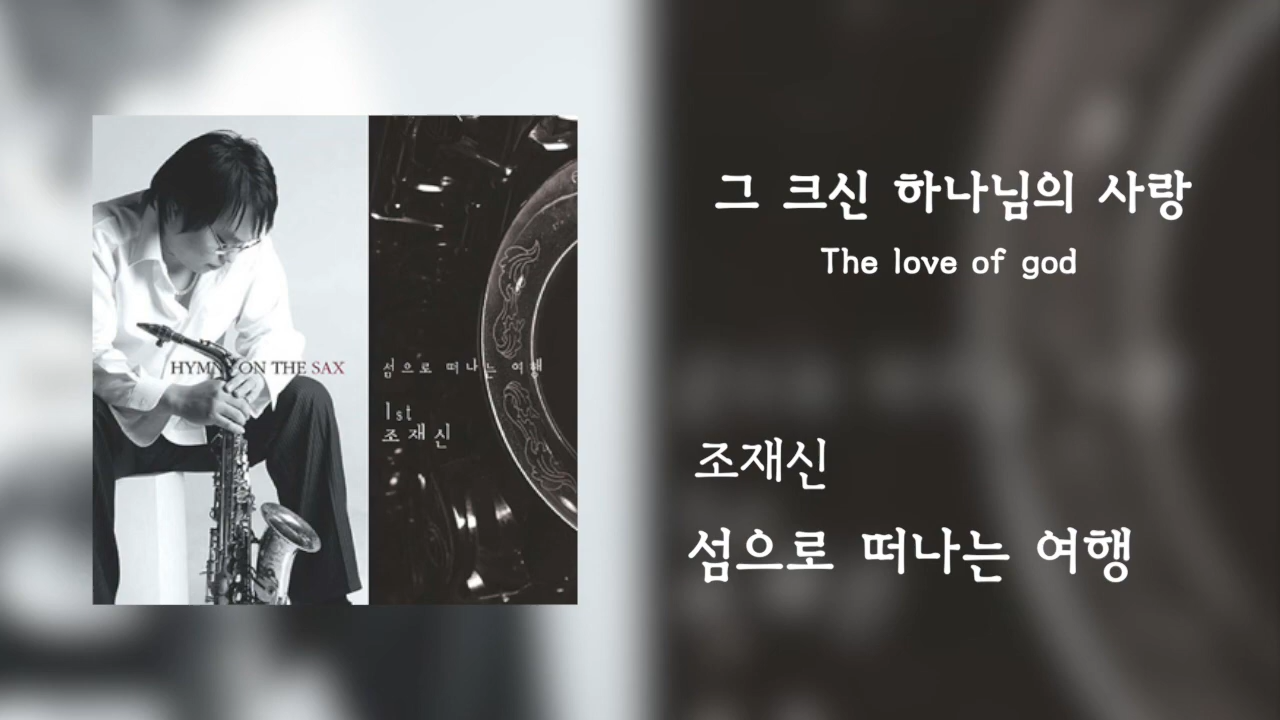 그 크신 하나님의 사랑
The love of god
HYMN ON THE SAX
섬으로 떠나는 여행
1st
조재신
조재신
섬으로 떠나는 여행